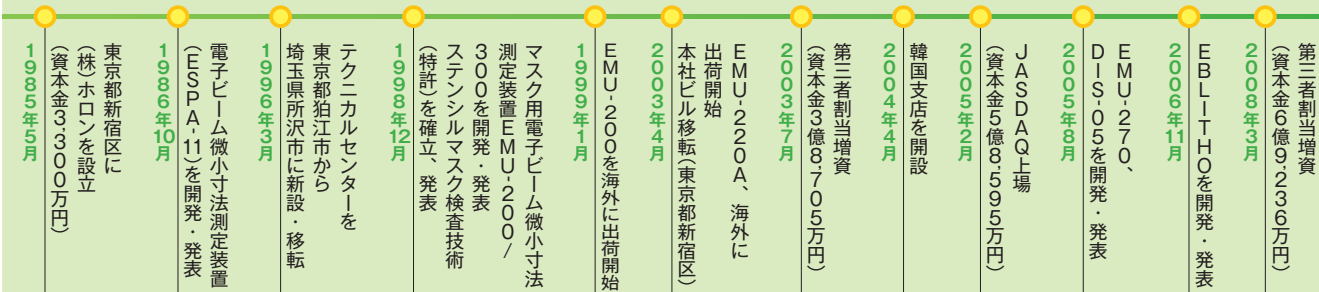 1985年5月
東京都新宿区に
(株)ホロンを設立
(資本金3,300万円)
1986年10月
電子ビーム微小寸法測定装置
(ESPA-11)を開発・発表
1996年3月
テクニカルセンターを
東京都狛江市から
埼玉県所沢市に新設・移転
1998年12月
マスク用電子ビーム微小寸法
測定装置EMU-200/
300を開発・発表
ステンシルマスク検査技術
(特許)を確立、発表
1999年1月
EMU-200を海外に出荷開始
2003年4月
EMU-220A、海外に
出荷開始
本社ビル移転(東京都新宿区)
2003年7月
第三者割当増資
(資本金3億8,705万円)
2004年4月
韓国支店を開設
2005年2月
JASDAQ上場
(資本金5億8,595万円)
2005年8月
EMU-270、
DIS-05を開発・発表
2006年11月
EBLITHOを開発・発表
2008年3月
第三者割当増資
(資本金6億9,236万円)